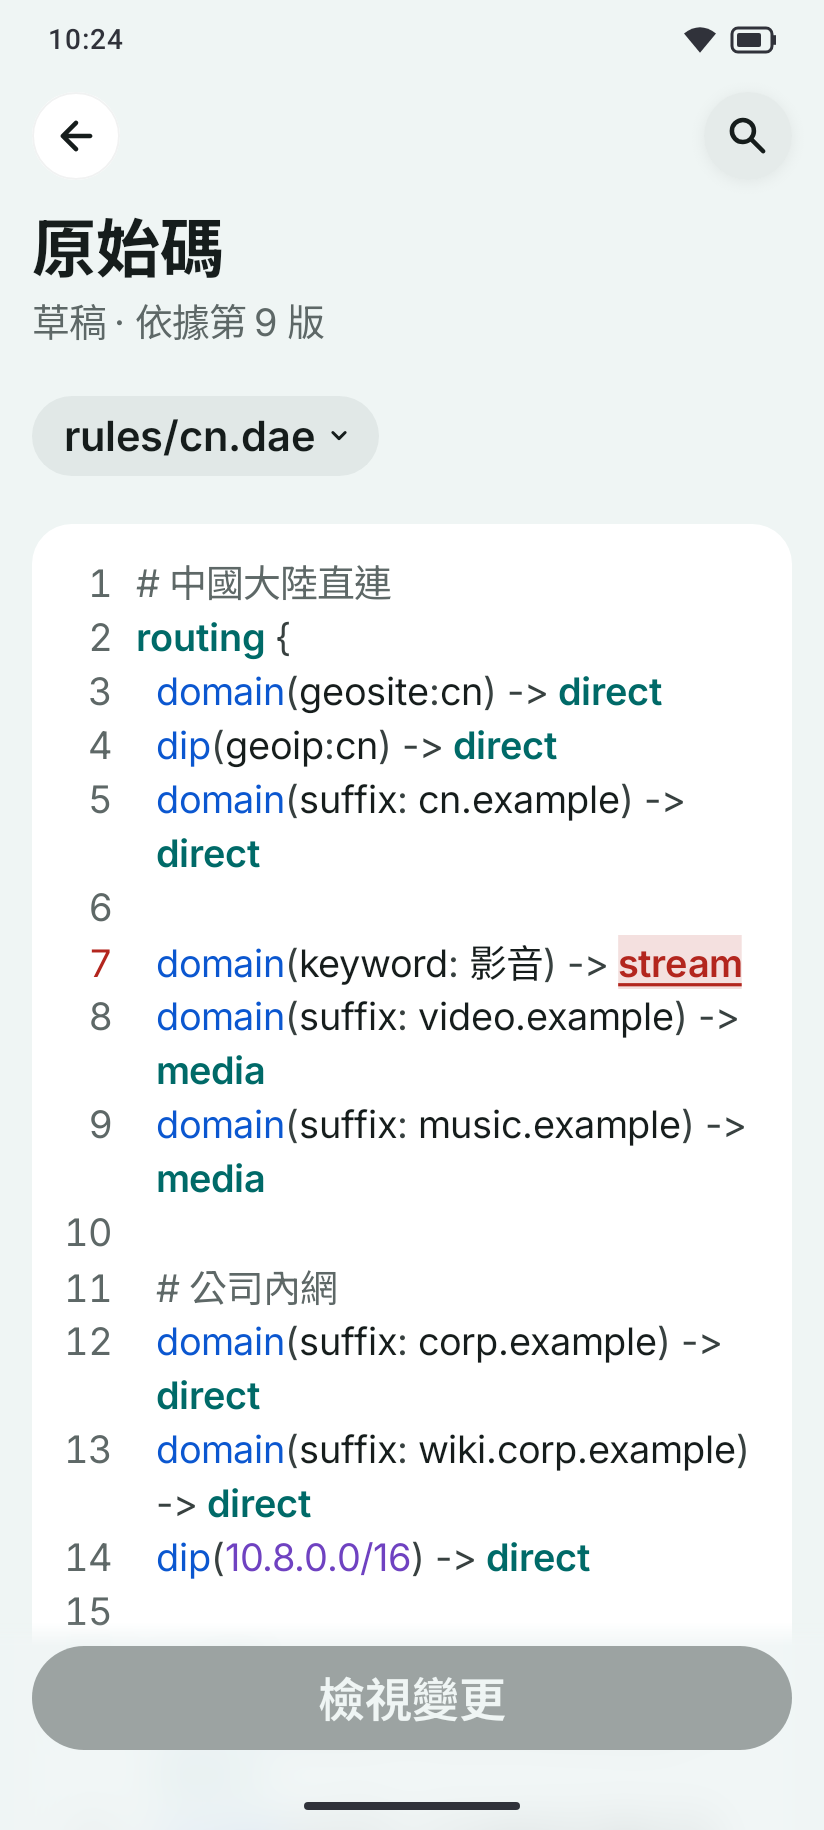 10:24
原始碼
草稿 · 依據第 9 版
rules/cn.dae
1 # 中國大陸直連
2 routing {
3 domain(geosite:cn) -> direct
4 dip(geoip:cn) -> direct
5 domain(suffix: cn.example) ->
direct
6
7 domain(keyword: 影音) -> stream
8 domain(suffix: video.example) ->
media
9 domain(suffix: music.example) ->
media
10
11 # 公司內網
12 domain(suffix: corp.example) ->
direct
13 domain(suffix: wiki.corp.example)
-> direct
14 dip(10.8.0.0/16) -> direct
15
檢視變更